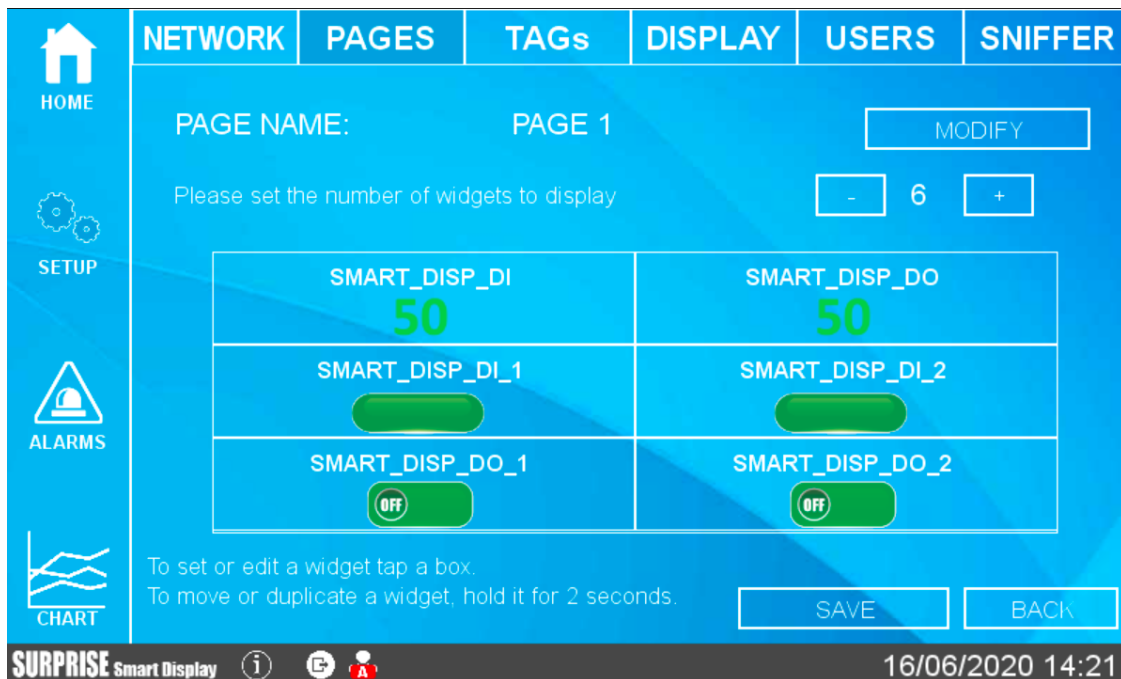 NETWORK PAGES TAGs DISPLAY USERS SNIFFER
HOME
PAGE NAME: PAGE 1 MODIFY
Please set the number of widgets to display - 6 +
SETUP
SMART_DISP_DI SMART_DISP_DO
50 50
SMART_DISP_DI_1 SMART_DISP_DI_2
ALARMS
SMART_DISP_DO_1 SMART_DISP_DO_2
OFF OFF
To set or edit a widget tap a box.
To move or duplicate a widget, hold it for 2 seconds.
SAVE BACK
CHART
SURPRISE Smart Display i A 16/06/2020 14:21